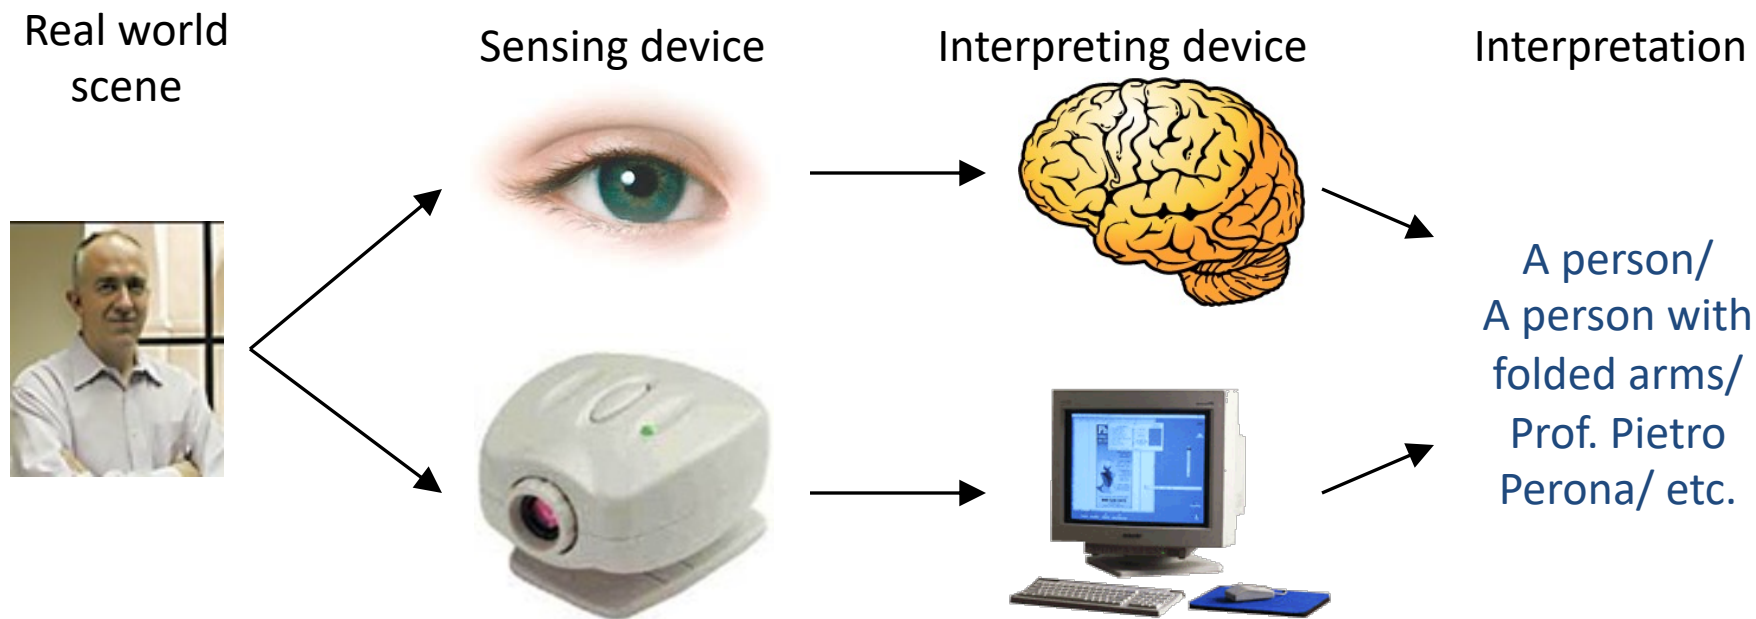 Real world
scene
Sensing device
Interpreting device
Interpretation
A person/
A person with
folded arms/
Prof. Pietro
Perona/ etc.